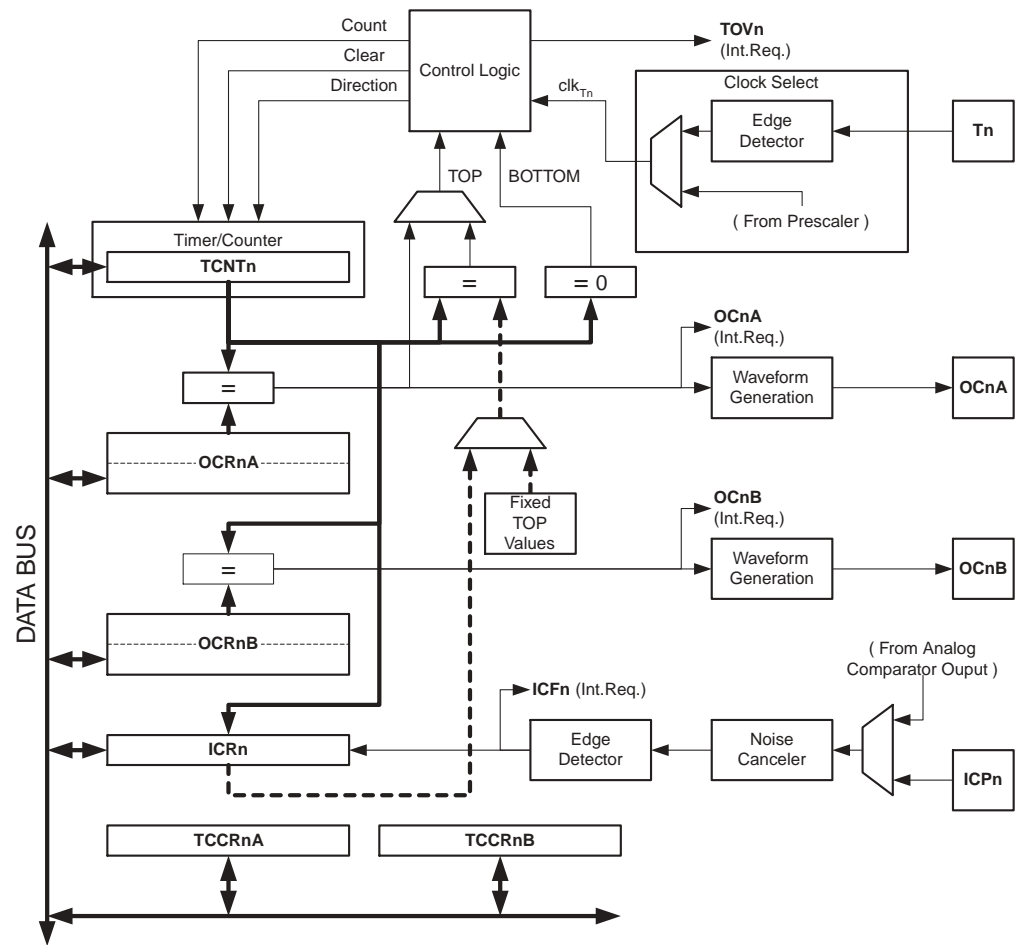 Count
Clear
Direction
Control Logic
TOVn
(Int.Req.)
clkTn
Clock Select
Edge
Detector
Tn
( From Prescaler )
TOP
BOTTOM
Timer/Counter
TCNTn
=
= 0
OCnA
(Int.Req.)
=
Waveform
Generation
OCnA
OCRnA
Fixed
TOP
Values
OCnB
(Int.Req.)
=
Waveform
Generation
OCnB
OCRnB
DATA BUS
( From Analog
Comparator Ouput )
ICFn (Int.Req.)
ICRn
Edge
Detector
Noise
Canceler
ICPn
TCCRnA
TCCRnB